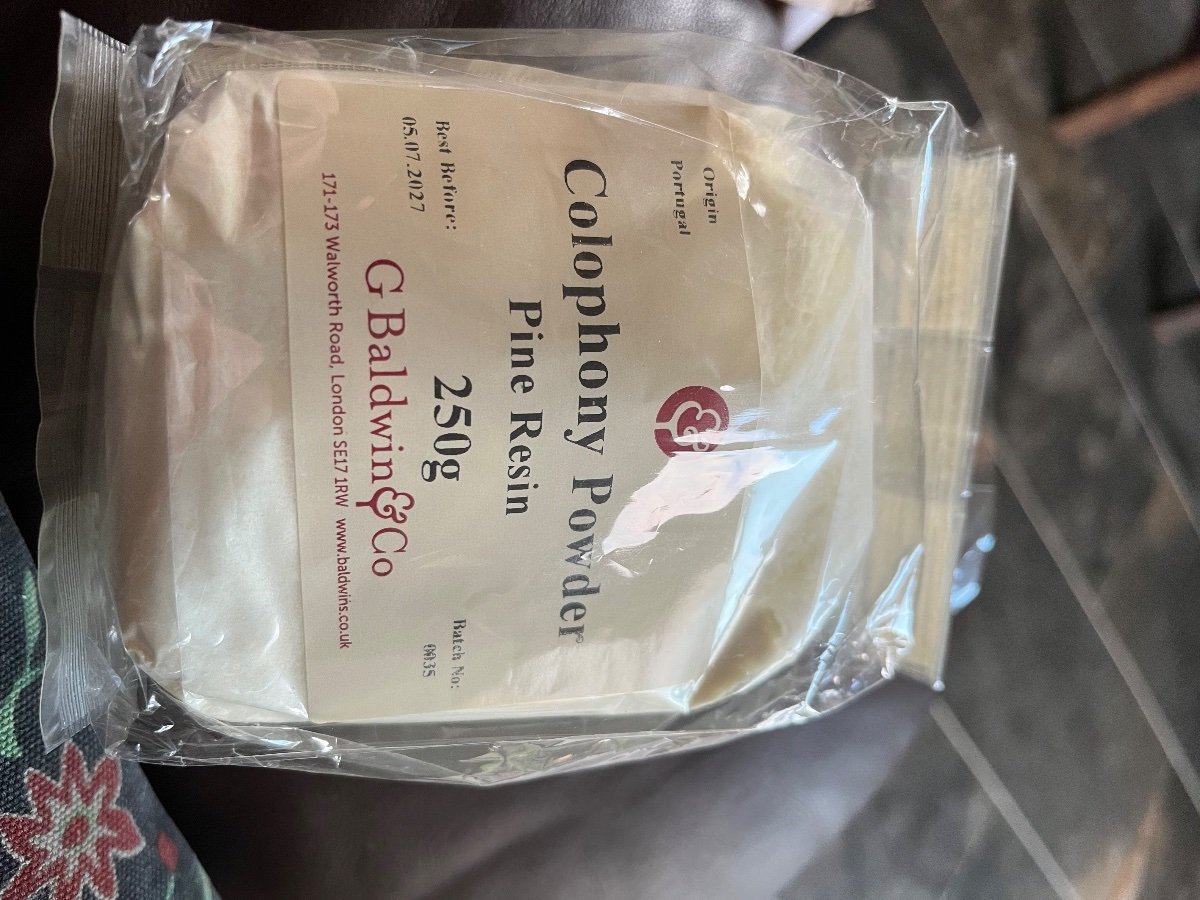 Origin
Portugal
Colophony Powder
Pine Resin
250g
Best Before:
05.07.2027
Batch No:
0035
G Baldwin & Co
171-173 Walworth Road, London SE17 1RW www.baldwins.co.uk